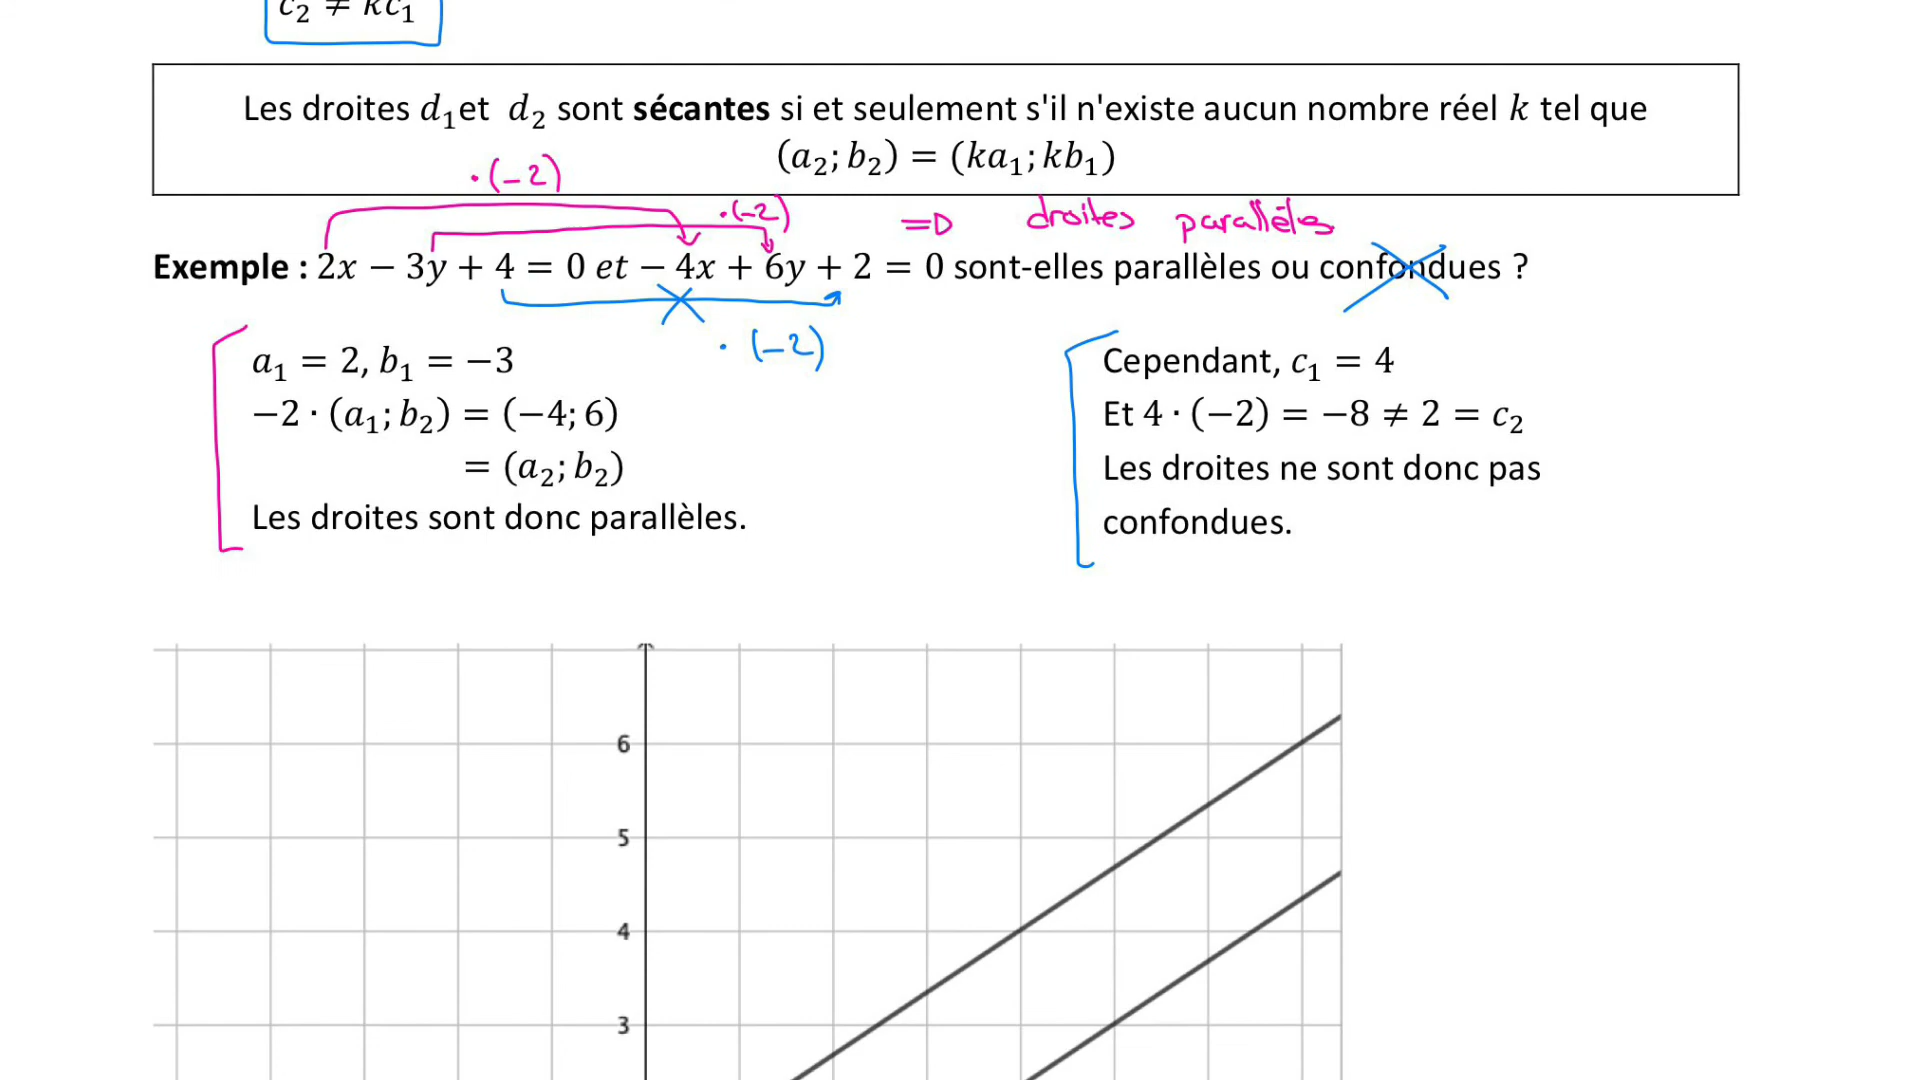 c₂ ≠ kc₁
Les droites d₁et d₂ sont sécantes si et seulement s'il n'existe aucun nombre réel k tel que
(a₂; b₂) = (ka₁; kb₁)
·(−2)
·(−2) => droites parallèles
Exemple : 2x − 3y + 4 = 0 et − 4x + 6y + 2 = 0 sont-elles parallèles ou confondues ?
· (−2)
a₁ = 2, b₁ = −3
−2 · (a₁; b₂) = (−4; 6)
= (a₂; b₂)
Les droites sont donc parallèles.
Cependant, c₁ = 4
Et 4 · (−2) = −8 ≠ 2 = c₂
Les droites ne sont donc pas
confondues.
6
5
4
3